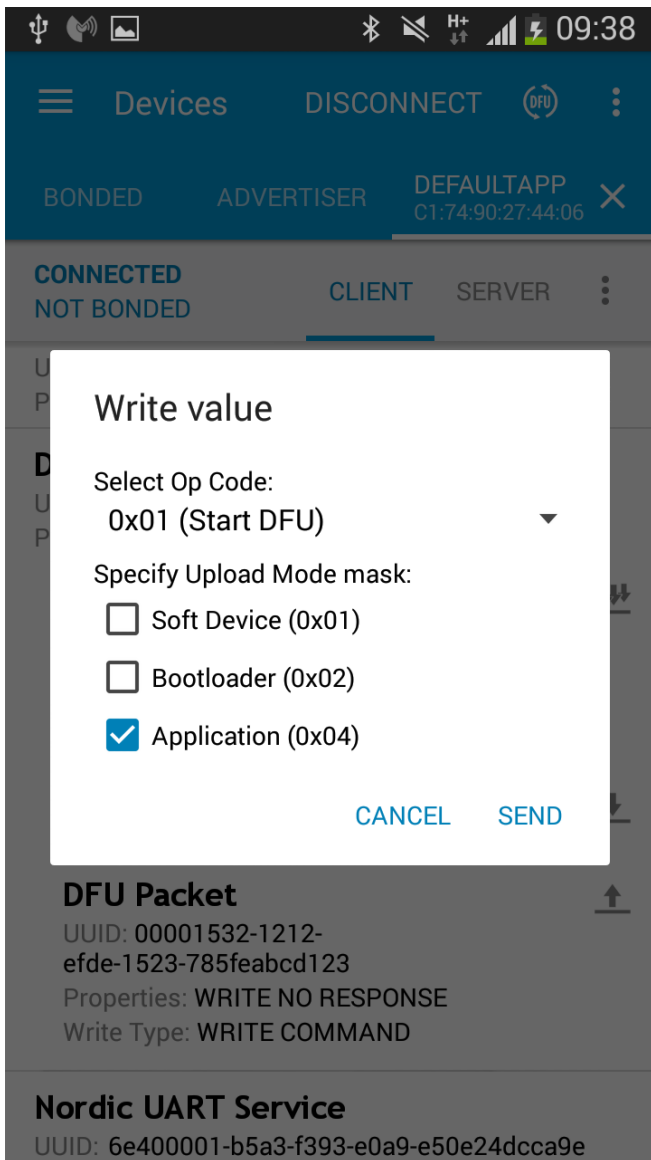 H+ 09:38
Devices DISCONNECT DFU
BONDED ADVERTISER DEFAULTAPP
C1:74:90:27:44:06
CONNECTED
NOT BONDED
CLIENT SERVER
U
P
Write value
D
U
P
Select Op Code:
0x01 (Start DFU)
Specify Upload Mode mask:
Soft Device (0x01)
Bootloader (0x02)
Application (0x04)
CANCEL SEND
DFU Packet
UUID: 00001532-1212-
efde-1523-785feabcd123
Properties: WRITE NO RESPONSE
Write Type: WRITE COMMAND
Nordic UART Service
UUID: 6e400001-b5a3-f393-e0a9-e50e24dcca9e